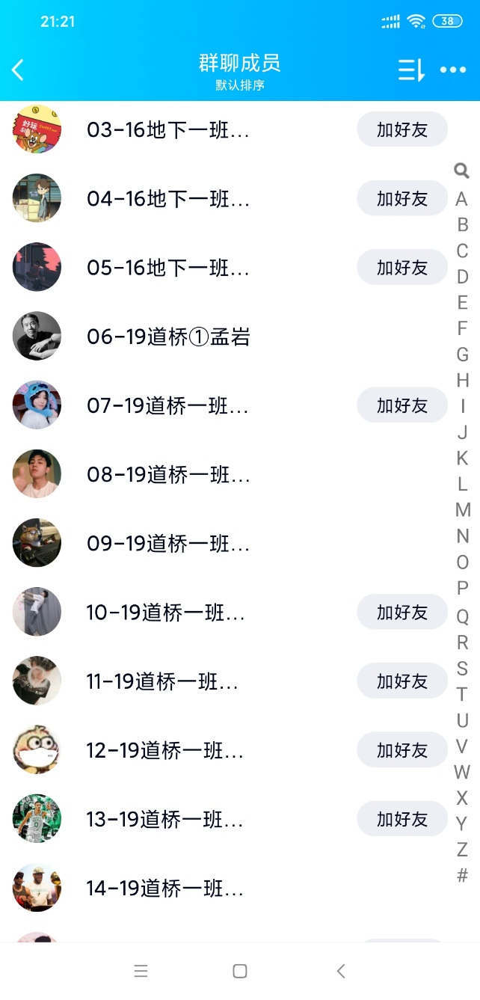 21:21
38
群聊成员
默认排序
03-16地下一班... 加好友
04-16地下一班... 加好友
05-16地下一班... 加好友
06-19道桥①孟岩
07-19道桥一班... 加好友
08-19道桥一班...
09-19道桥一班...
10-19道桥一班... 加好友
11-19道桥一班... 加好友
12-19道桥一班... 加好友
13-19道桥一班... 加好友
14-19道桥一班...
A
B
C
D
E
F
G
H
I
J
K
L
M
N
O
P
Q
R
S
T
U
V
W
X
Y
Z
#